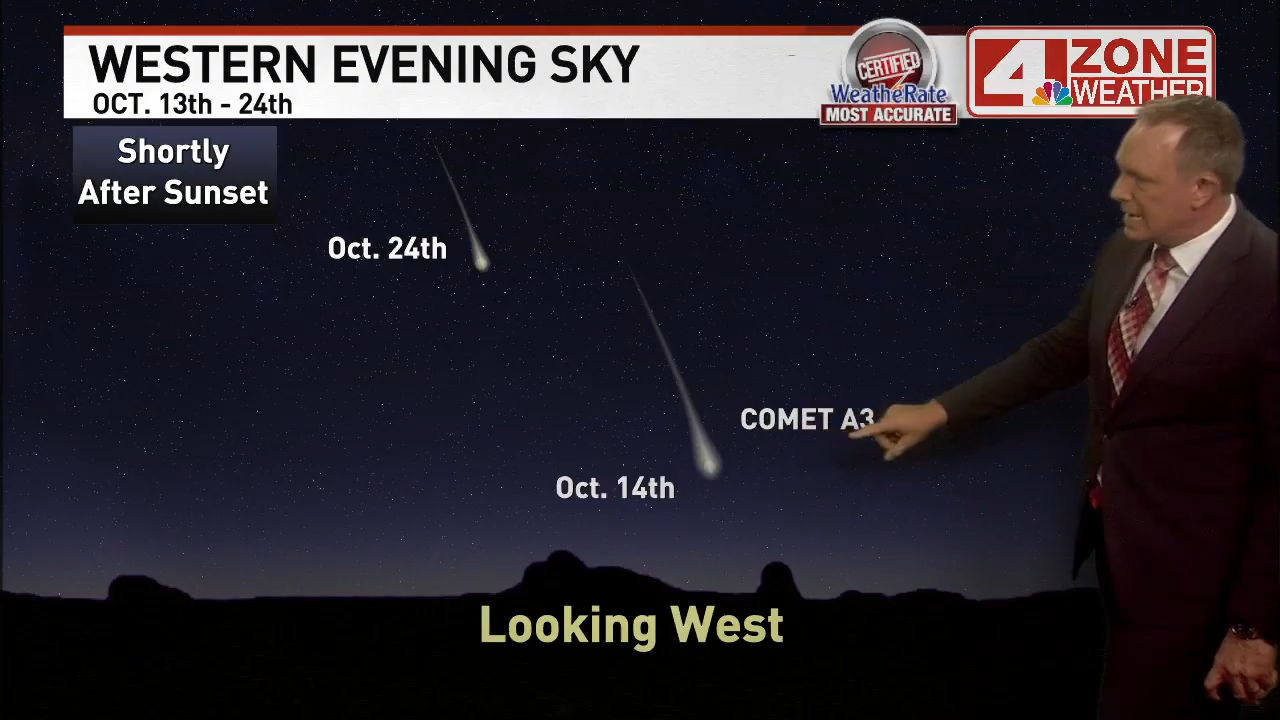 WESTERN EVENING SKY
OCT. 13th - 24th
CERTIFIED
WeatheRate
MOST ACCURATE
4 ZONE
WEATHER
Shortly
After Sunset
Oct. 24th
COMET A3
Oct. 14th
Looking West